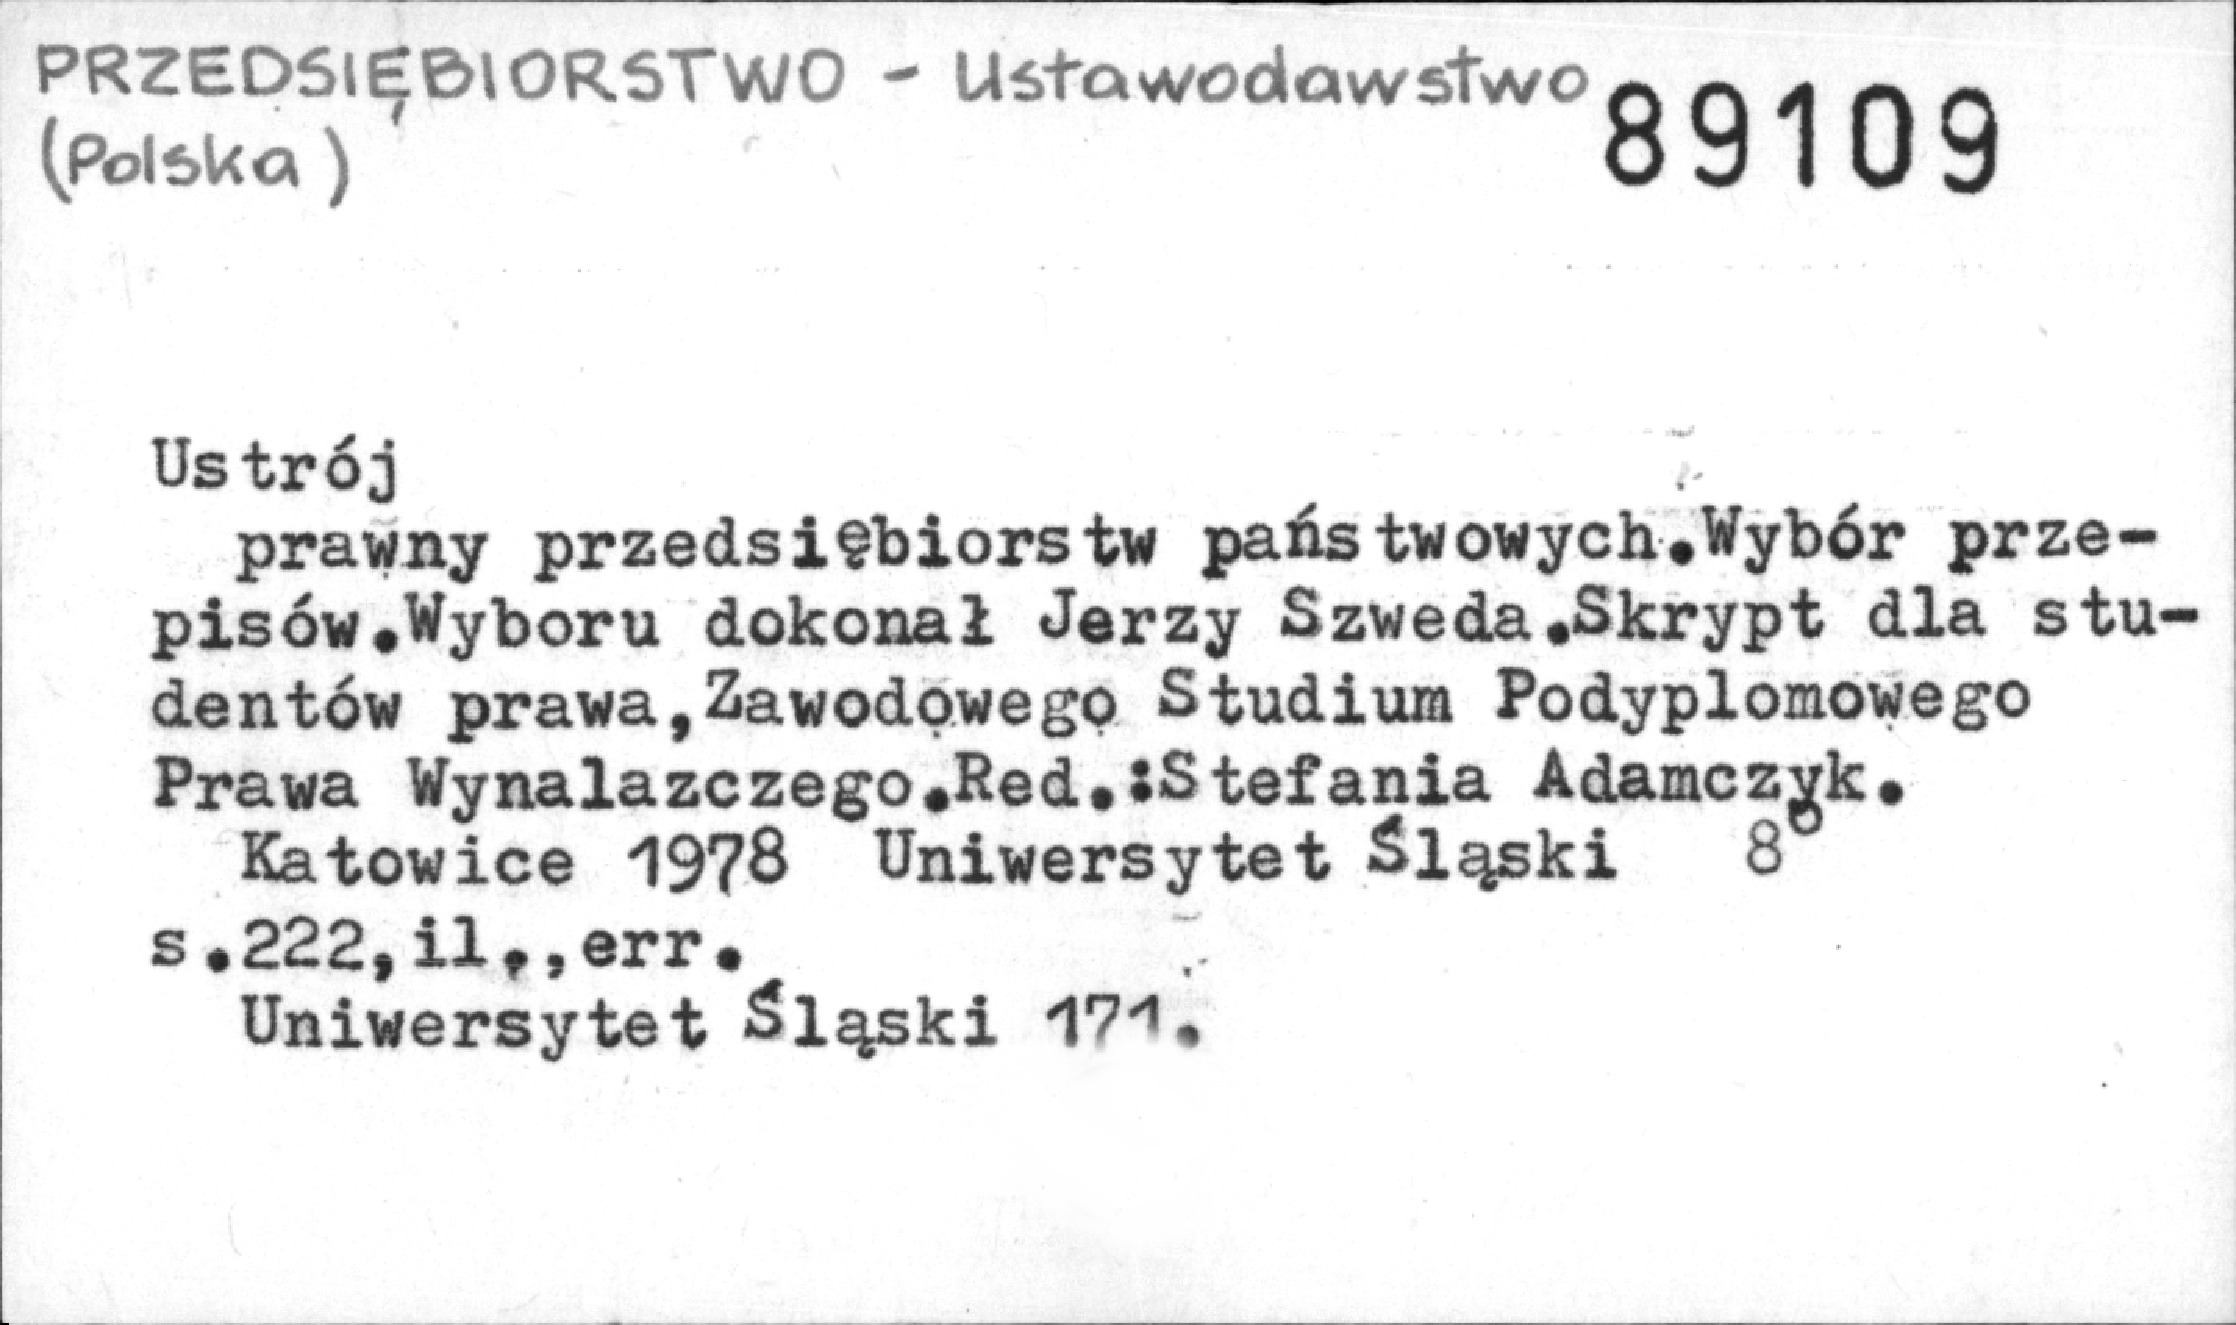 PRZEDSIĘBIORSTWO - Ustawodawstwo 89109
(Polska)
Ustrój
prawny przedsiębiorstw państwowych.Wybór prze-
pisów.Wyboru dokonał Jerzy Szweda.Skrypt dla stu-
dentów prawa,Zawodowego Studium Podyplomowego
Prawa Wynalazczego.Red.:Stefania Adamczyk.
Katowice 1978 Uniwersytet Śląski 8°
s.222,il.,err.
Uniwersytet Śląski 171.